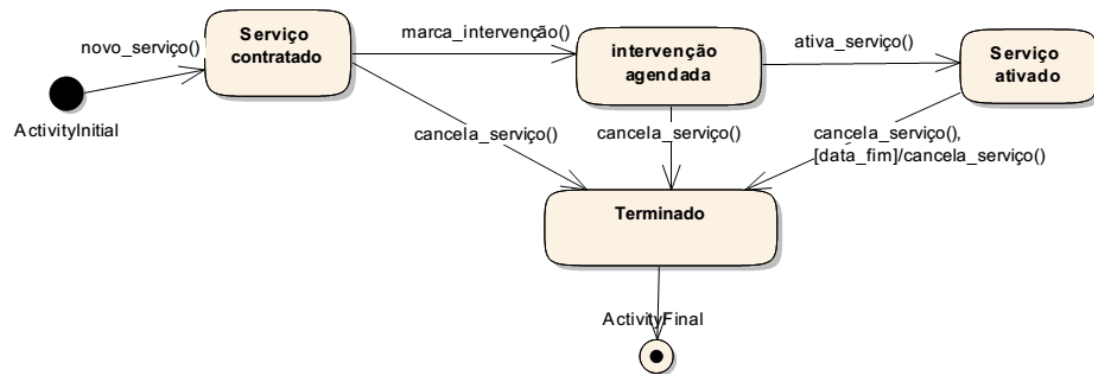 novo_serviço()
Serviço
contratado
marca_intervenção()
intervenção
agendada
ativa_serviço()
Serviço
ativado
ActivityInitial
cancela_serviço()
cancela_serviço()
cancela_serviço(),
[data_fim]/cancela_serviço()
Terminado
ActivityFinal